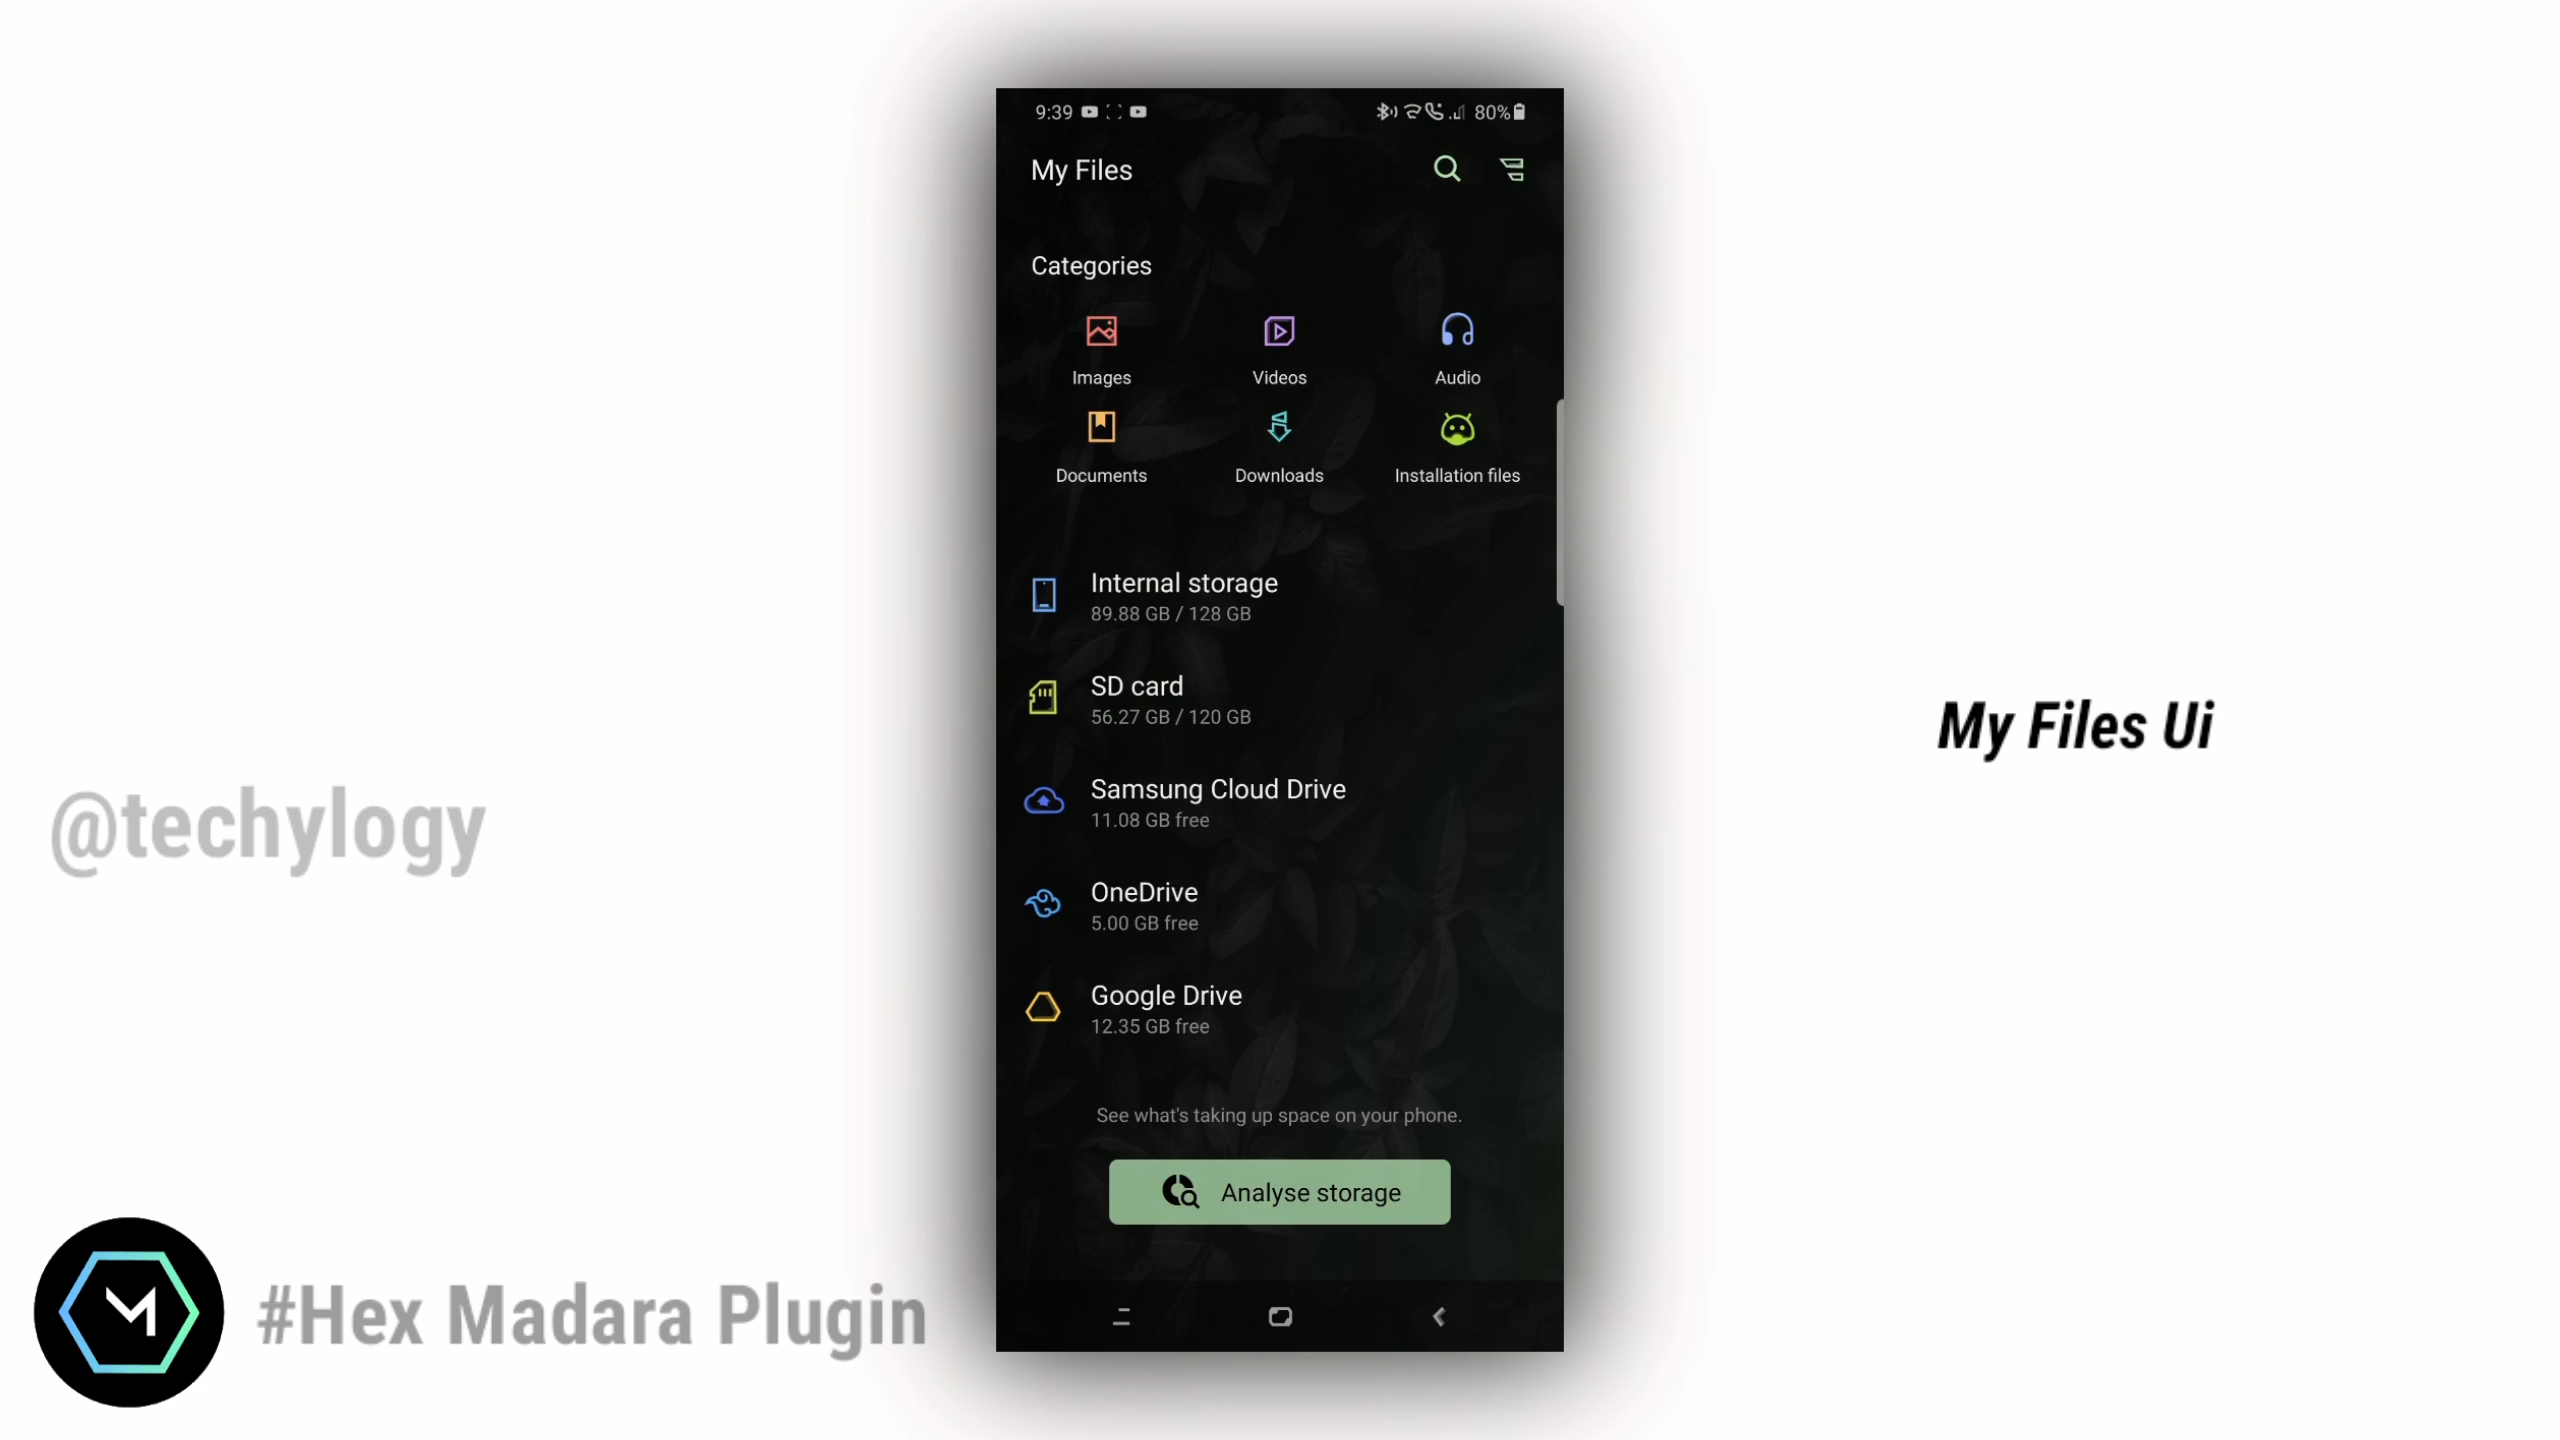 9:39 80%
My Files
Categories
Images Videos Audio
Documents Downloads Installation files
Internal storage
89.88 GB / 128 GB
SD card
56.27 GB / 120 GB
Samsung Cloud Drive
11.08 GB free
OneDrive
5.00 GB free
Google Drive
12.35 GB free
See what's taking up space on your phone.
Analyse storage
My Files Ui
@techylogy
#Hex Madara Plugin